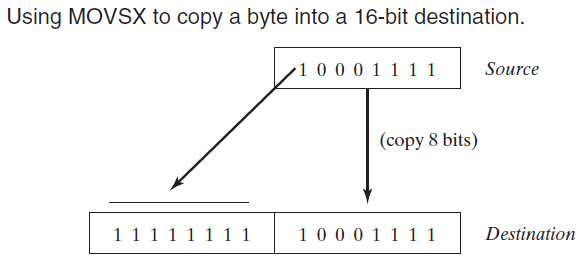 Using MOVSX to copy a byte into a 16-bit destination.
1 0 0 0 1 1 1 1 Source
(copy 8 bits)
1 1 1 1 1 1 1 1 1 0 0 0 1 1 1 1 Destination